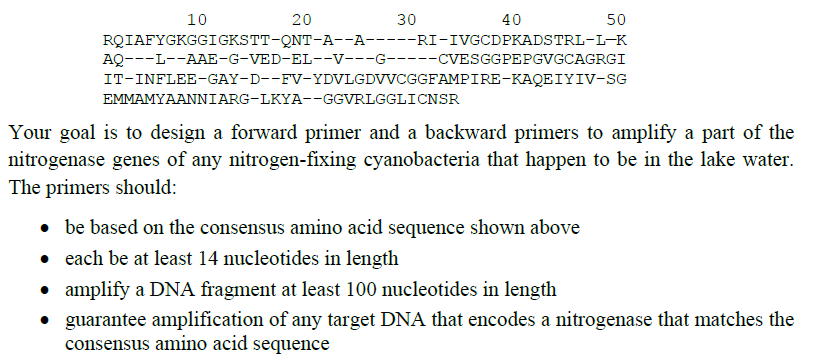 10 20 30 40 50
RQIAFYGKGGIGKSTT-QNT-A--A-----RI-IVGCDPKADSTRL-L-K
AQ---L--AAE-G-VED-EL--V---G-----CVESGGPEPGVGCAGRGI
IT-INFLEE-GAY-D--FV-YDVLGDVVCGGFAMPIRE-KAQEIYIV-SG
EMMAMYAANNIARG-LKYA--GGVRLGGLICNSR
Your goal is to design a forward primer and a backward primers to amplify a part of the
nitrogenase genes of any nitrogen-fixing cyanobacteria that happen to be in the lake water.
The primers should:
• be based on the consensus amino acid sequence shown above
• each be at least 14 nucleotides in length
• amplify a DNA fragment at least 100 nucleotides in length
• guarantee amplification of any target DNA that encodes a nitrogenase that matches the
consensus amino acid sequence